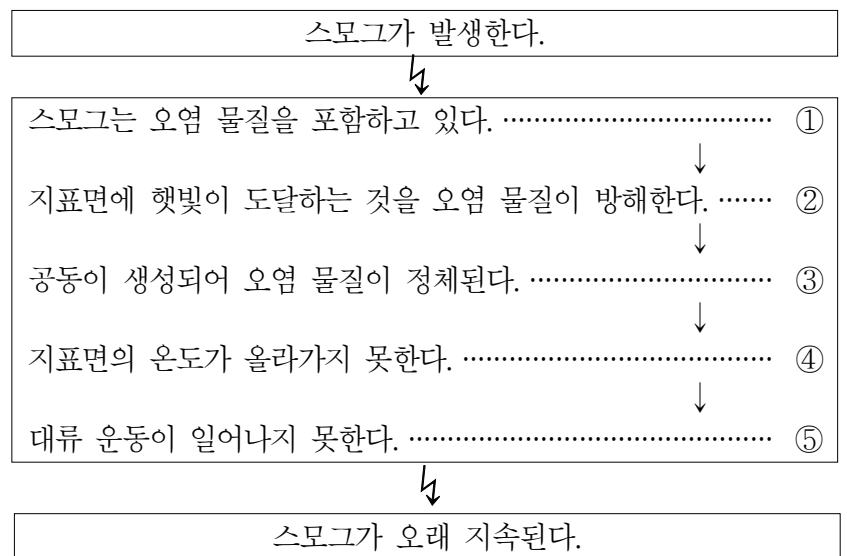 스모그가 발생한다.
스모그는 오염 물질을 포함하고 있다. ……………………………… ①
지표면에 햇빛이 도달하는 것을 오염 물질이 방해한다. ……. ②
공동이 생성되어 오염 물질이 정체된다. ………………………… ③
지표면의 온도가 올라가지 못한다. ………………………………… ④
대류 운동이 일어나지 못한다. ……………………………………… ⑤
스모그가 오래 지속된다.